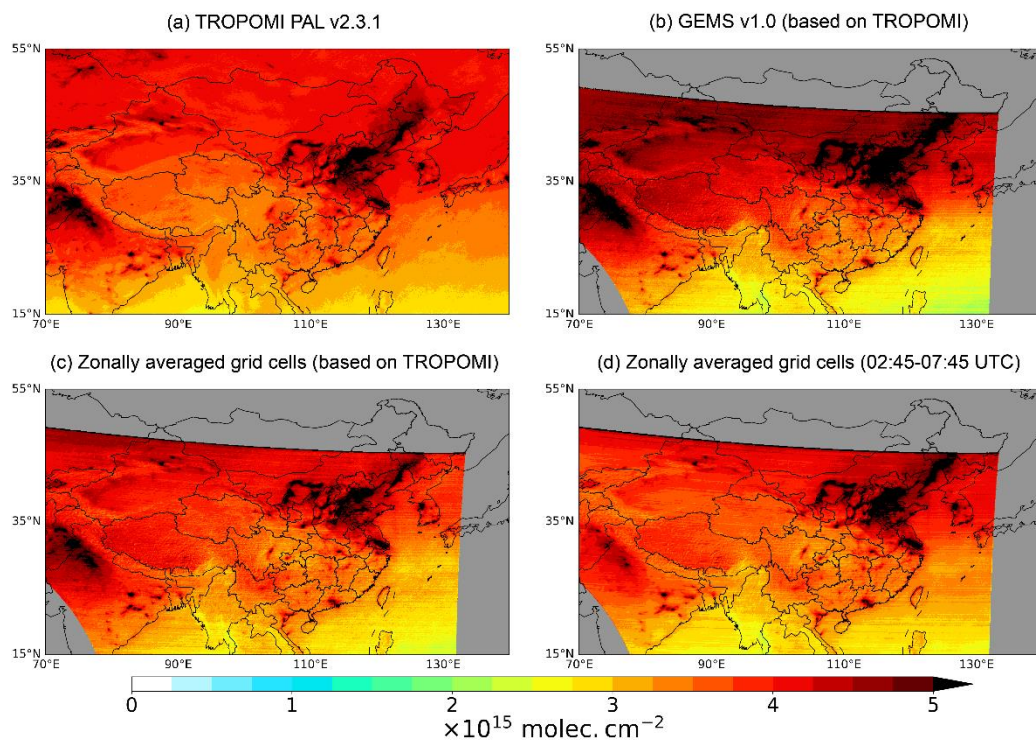 (a) TROPOMI PAL v2.3.1
(b) GEMS v1.0 (based on TROPOMI)
55°N
55°N
35°N
35°N
15°N
15°N
70°E
90°E
110°E
130°E
70°E
90°E
110°E
130°E
(c) Zonally averaged grid cells (based on TROPOMI)
(d) Zonally averaged grid cells (02:45-07:45 UTC)
55°N
55°N
35°N
35°N
15°N
15°N
70°E
90°E
110°E
130°E
70°E
90°E
110°E
130°E
0
1
2
3
4
5
×10¹⁵ molec. cm⁻²